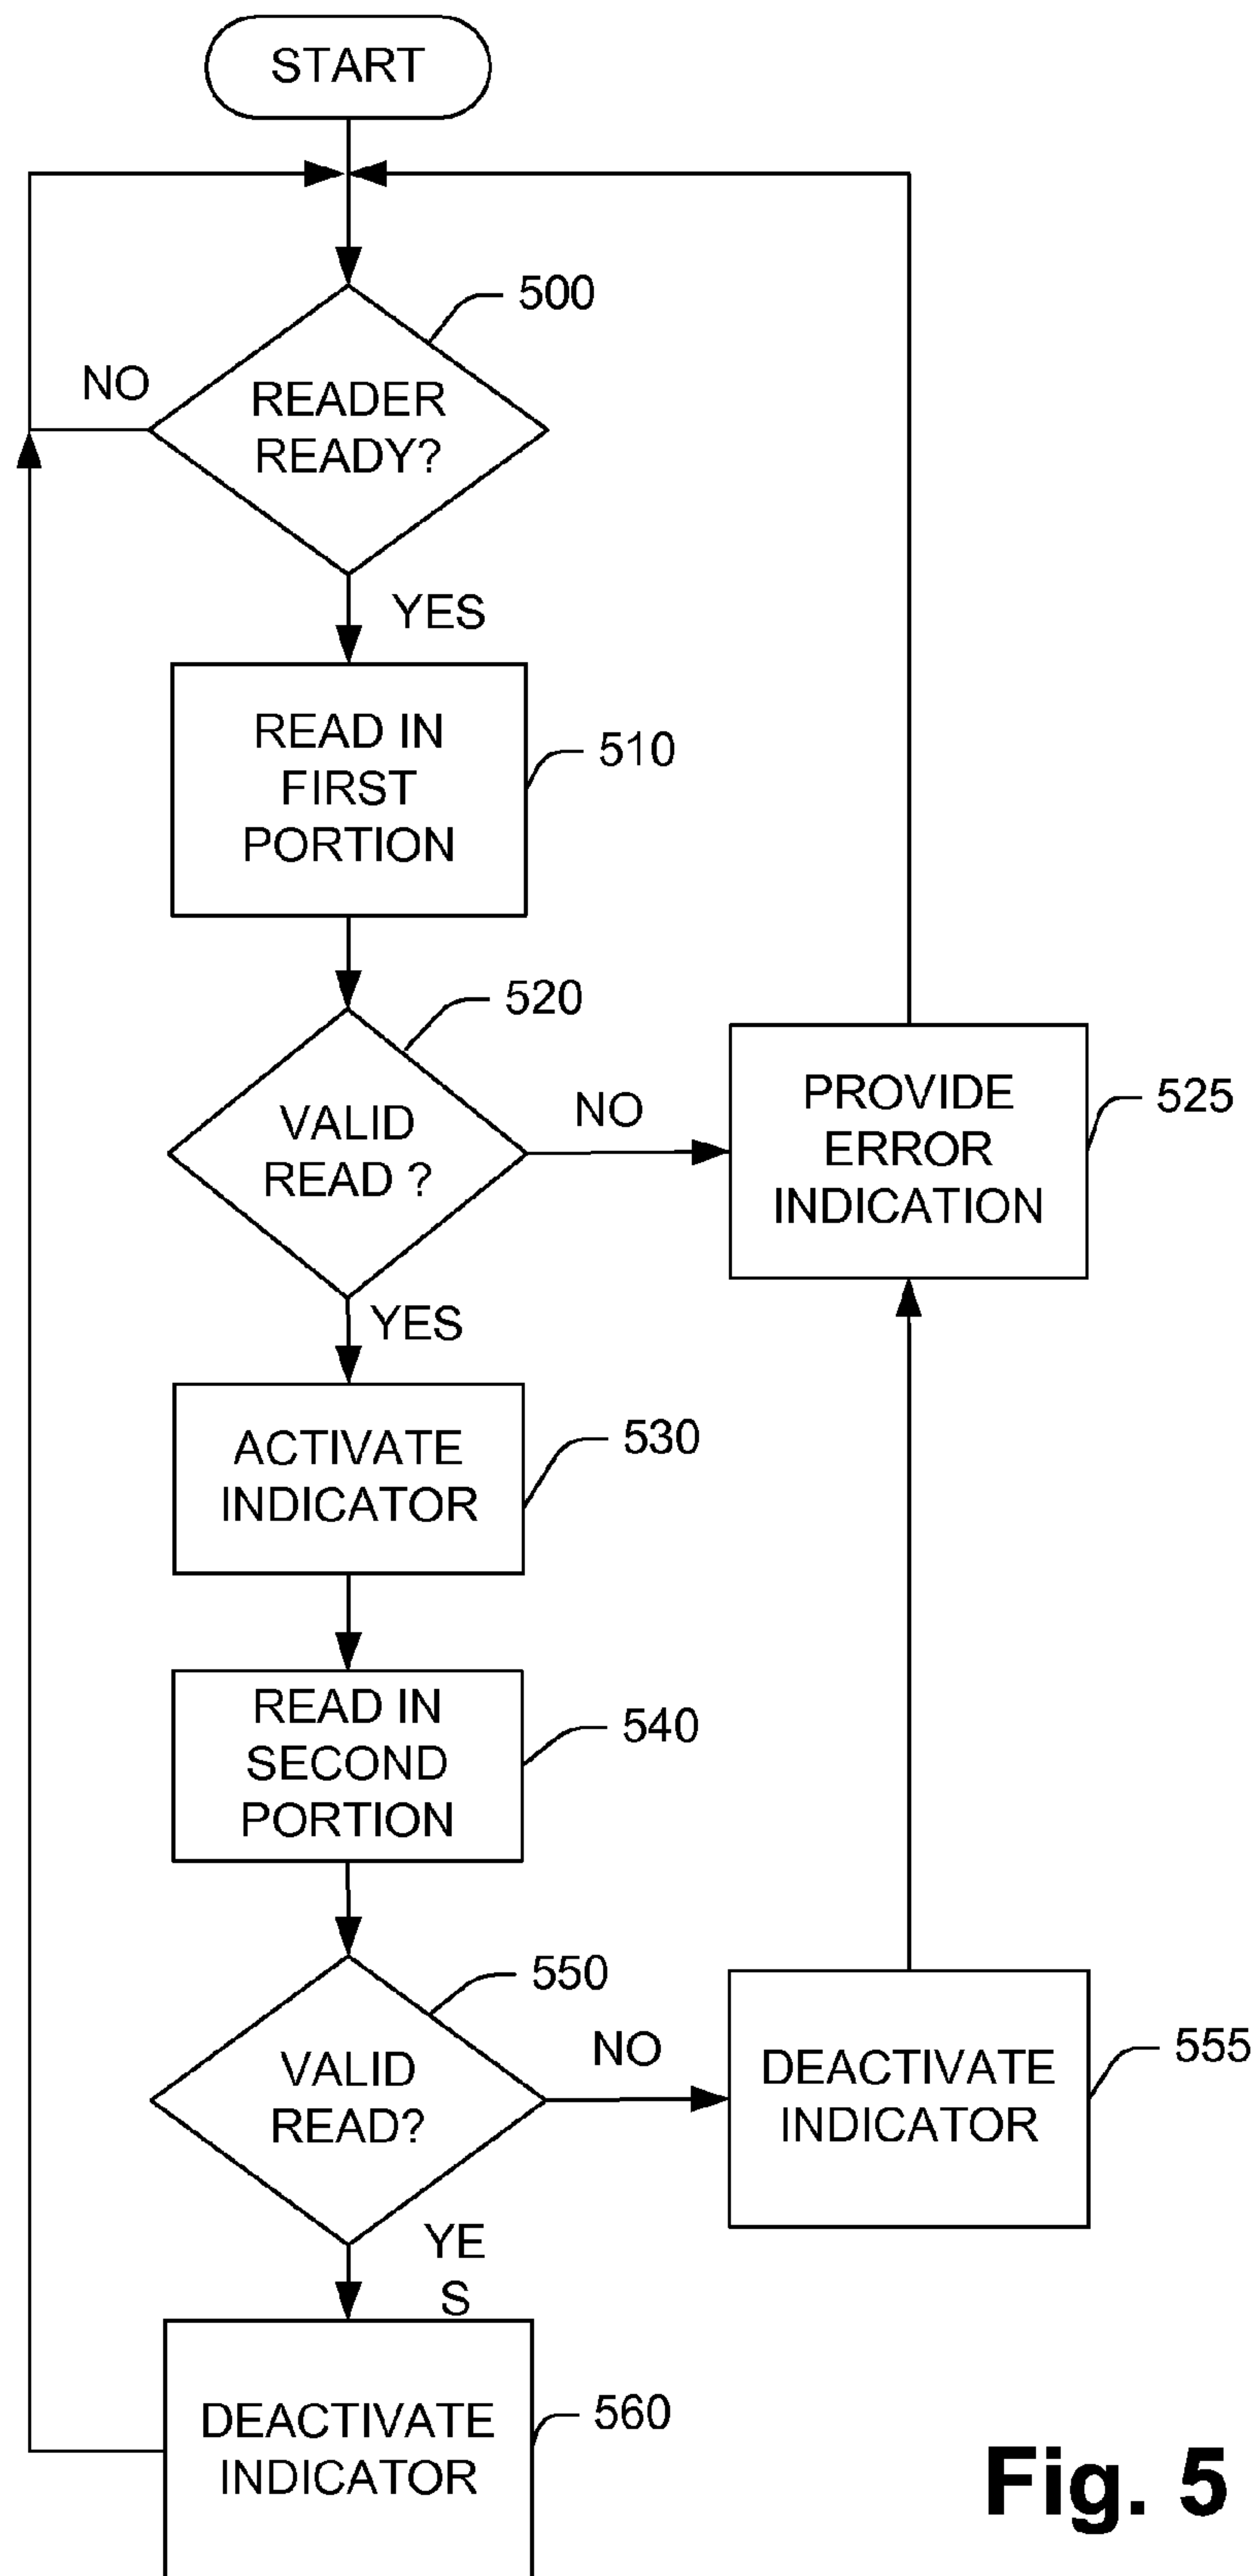 START
500
NO
READER
READY?
YES
READ IN
FIRST
PORTION
510
520
VALID
READ ?
NO
PROVIDE
ERROR
INDICATION
525
YES
ACTIVATE
INDICATOR
530
READ IN
SECOND
PORTION
540
550
VALID
READ?
NO
DEACTIVATE
INDICATOR
555
YE
S
DEACTIVATE
INDICATOR
560
Fig. 5